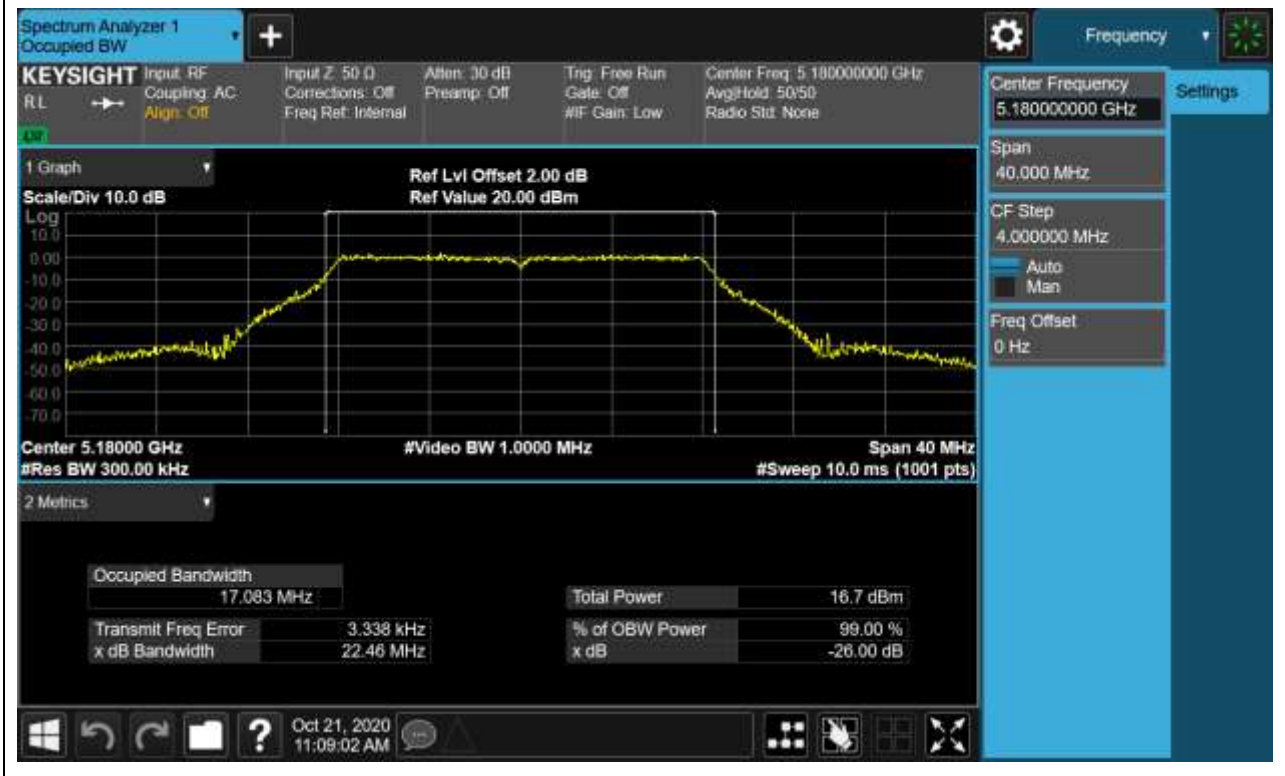 Spectrum Analyzer 1
Occupied BW
Frequency
KEYSIGHT
RL
Input: RF
Coupling: AC
Align: Off
Input Z: 50 Ω
Corrections: Off
Freq Ref: Internal
Atten: 30 dB
Preamp: Off
Trig: Free Run
Gate: Off
#IF Gain: Low
Center Freq: 5.180000000 GHz
Avg|Hold: 50/50
Radio Std: None
Center Frequency
5.180000000 GHz
Settings
Span
40.000 MHz
CF Step
4.000000 MHz
Auto
Man
Freq Offset
0 Hz
1 Graph
Scale/Div 10.0 dB
Ref Lvl Offset 2.00 dB
Ref Value 20.00 dBm
Log
10.0
0.00
-10.0
-20.0
-30.0
-40.0
-50.0
-60.0
-70.0
Center 5.18000 GHz
#Video BW 1.0000 MHz
Span 40 MHz
#Res BW 300.00 kHz
#Sweep 10.0 ms (1001 pts)
2 Metrics
Occupied Bandwidth
17.083 MHz
Total Power 16.7 dBm
Transmit Freq Error 3.338 kHz
% of OBW Power 99.00 %
x dB Bandwidth 22.46 MHz
x dB -26.00 dB
?
Oct 21, 2020
11:09:02 AM